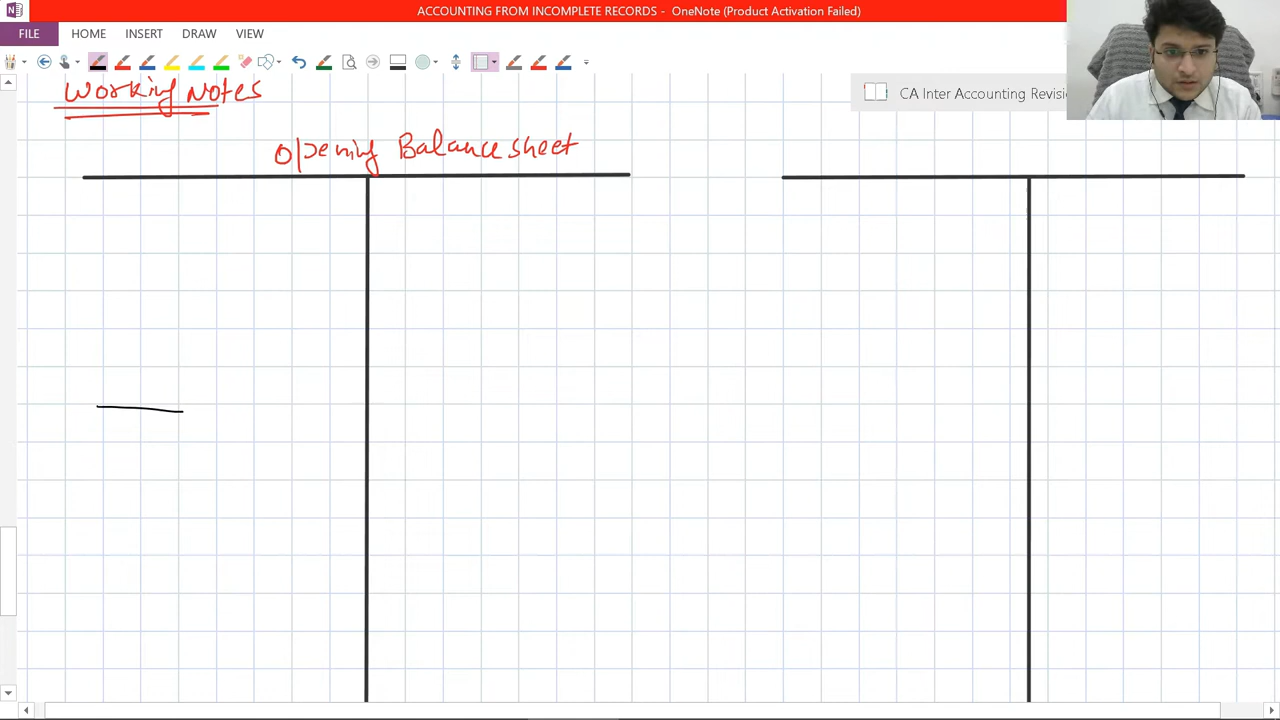 ACCOUNTING FROM INCOMPLETE RECORDS - OneNote (Product Activation Failed)
FILE HOME INSERT DRAW VIEW
Working Notes
CA Inter Accounting Revisi
Opening Balance sheet